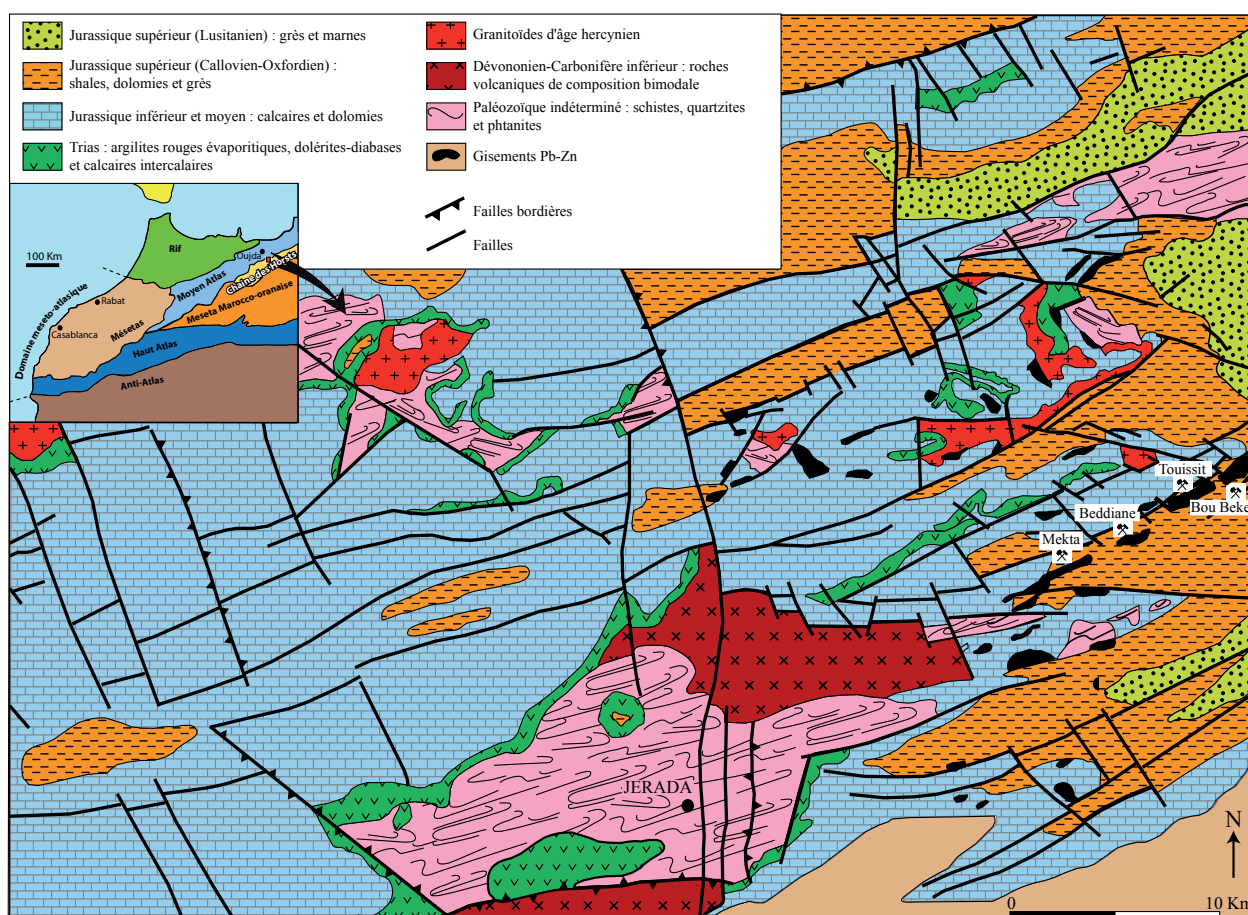 Jurassique supérieur (Lusitanien) : grès et marnes
Jurassique supérieur (Callovien-Oxfordien) :
shales, dolomies et grès
Jurassique inférieur et moyen : calcaires et dolomies
Trias : argilites rouges évaporitiques, dolérites-diabases
et calcaires intercalaires
Granitoïdes d'âge hercynien
Dévononien-Carbonifère inférieur : roches
volcaniques de composition bimodale
Paléozoïque indéterminé : schistes, quartzites
et phtanites
Gisements Pb-Zn
Failles bordières
Failles
100 Km
Rif
Oujda
Chaîne des Horsts
Moyen Atlas
Meseta Marocco-oranaise
Rabat
Mésetas
Casablanca
Domaine meseto-atlasique
Haut Atlas
Anti-Atlas
Touissit
Bou Beke
Beddiane
Mekta
JERADA
N
0 10 Km